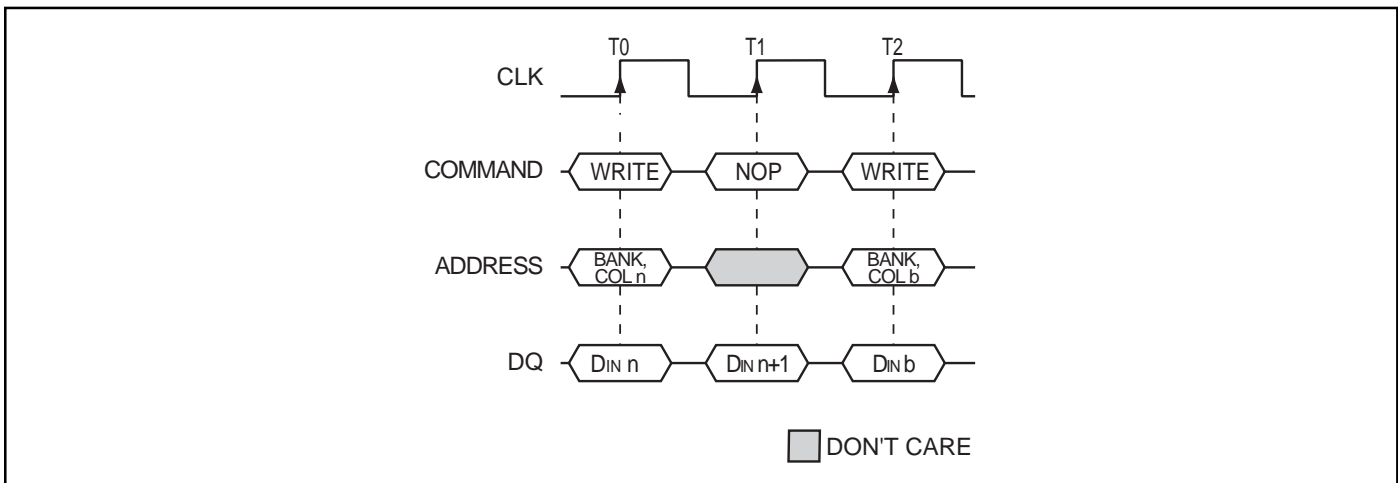 T0 T1 T2
CLK
COMMAND WRITE NOP WRITE
ADDRESS BANK, COL n BANK, COL b
DQ DIN n DIN n+1 DIN b
DON'T CARE